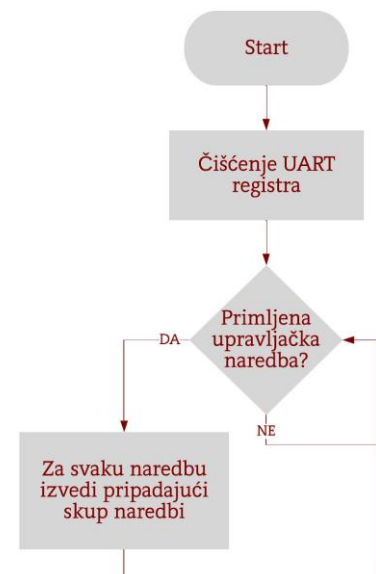 Start
Čišćenje UART
registra
Primljena
upravljačka
naredba?
DA
NE
Za svaku naredbu
izvedi pripadajući
skup naredbi